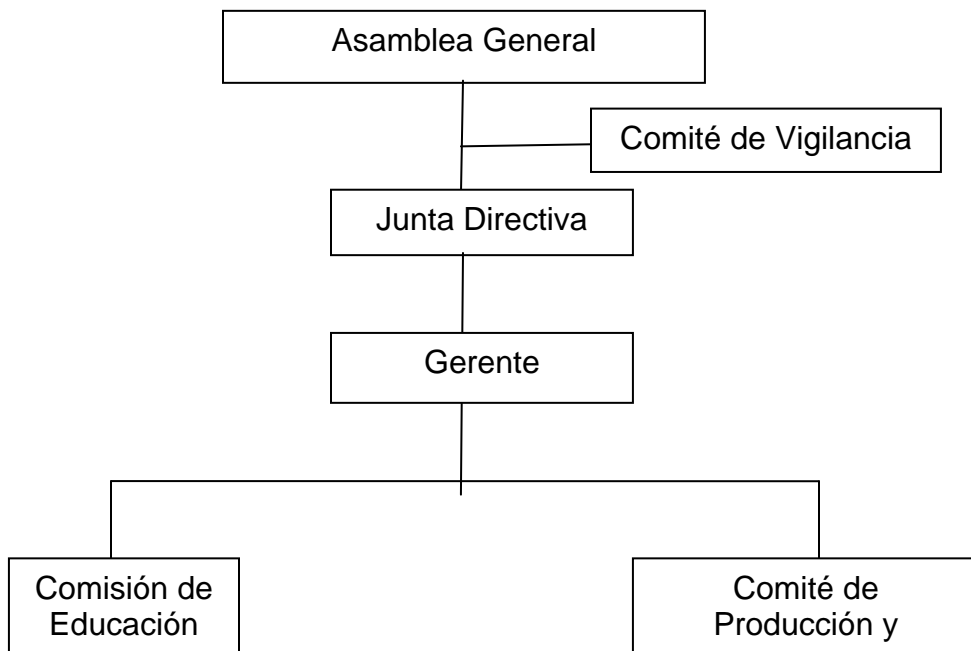 Asamblea General
Comité de Vigilancia
Junta Directiva
Gerente
Comisión de
Educación
Comité de
Producción y